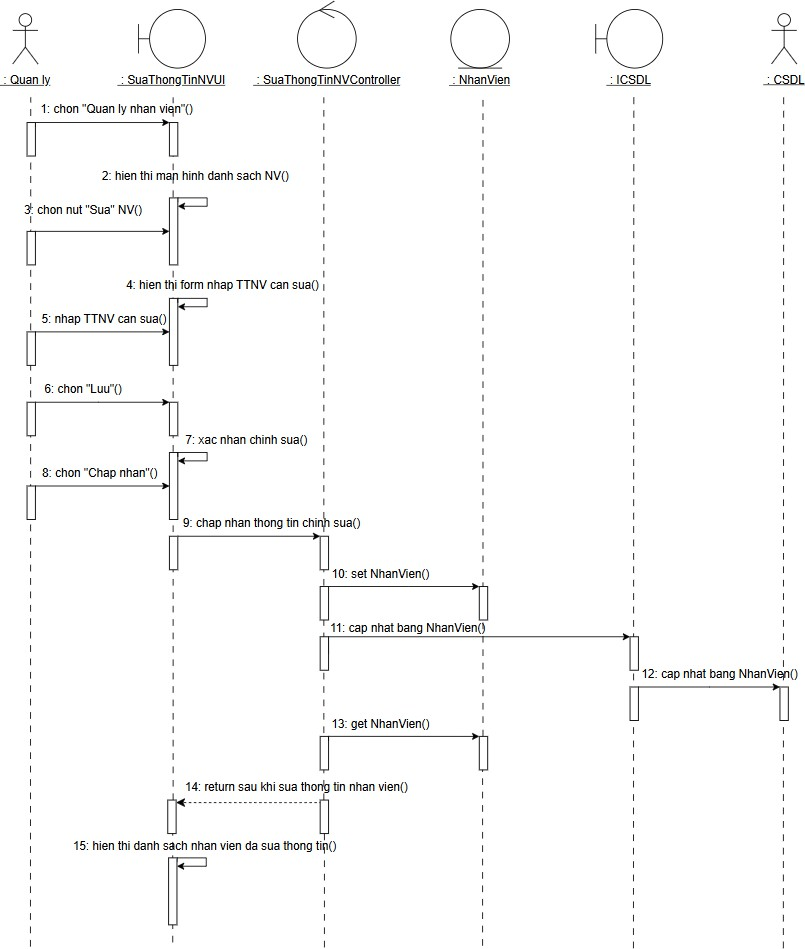 : Quan ly
: SuaThongTinNVUI
: SuaThongTinNVController
: NhanVien
: ICSDL
: CSDL
1: chon "Quan ly nhan vien"()
2: hien thi man hinh danh sach NV()
3: chon nut "Sua" NV()
4: hien thi form nhap TTNV can sua()
5: nhap TTNV can sua()
6: chon "Luu"()
7: xac nhan chinh sua()
8: chon "Chap nhan"()
9: chap nhan thong tin chinh sua()
10: set NhanVien()
11: cap nhat bang NhanVien()
12: cap nhat bang NhanVien()
13: get NhanVien()
14: return sau khi sua thong tin nhan vien()
15: hien thi danh sach nhan vien da sua thong tin()